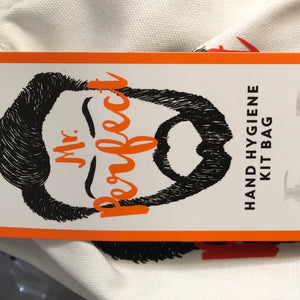 Mr.
Perfect
HAND HYGIENE
KIT BAG